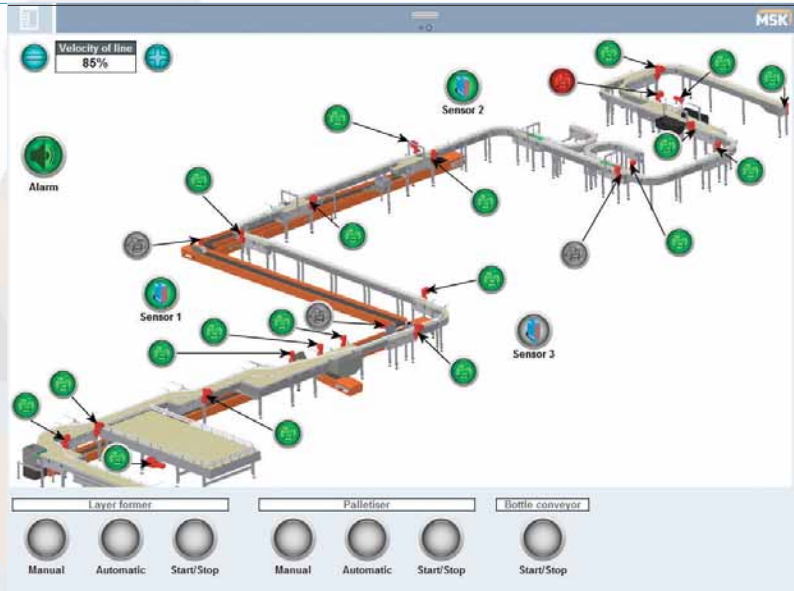 MSK
Velocity of line
85%
Sensor 2
Alarm
Sensor 1
Sensor 3
Layer former
Palletiser
Bottle conveyor
Manual
Automatic
Start/Stop
Manual
Automatic
Start/Stop
Start/Stop